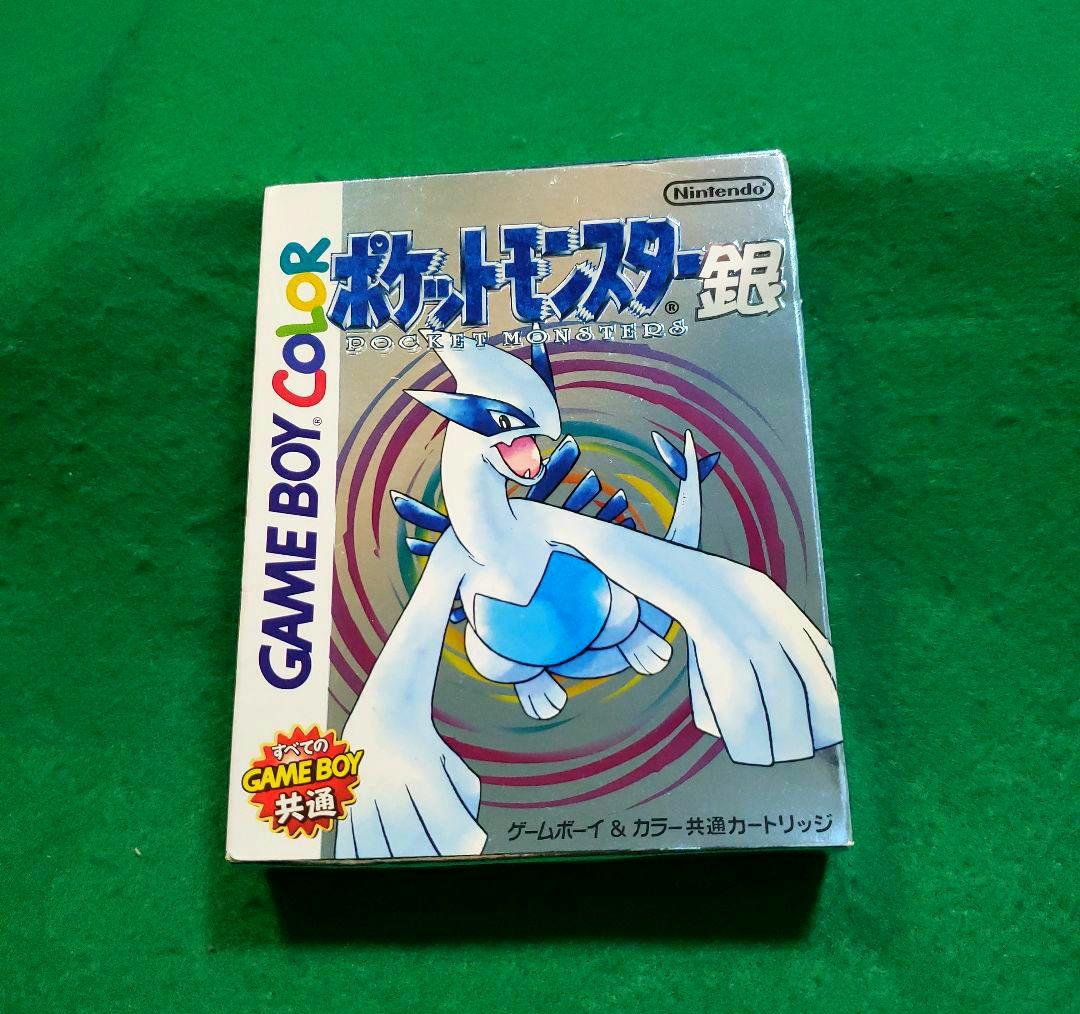 Nintendo®
ポケットモンスター銀
®
POCKET MONSTERS
GAME BOY® COLOR
すべての
GAME BOY
共通
ゲームボーイ & カラー共通カートリッジ